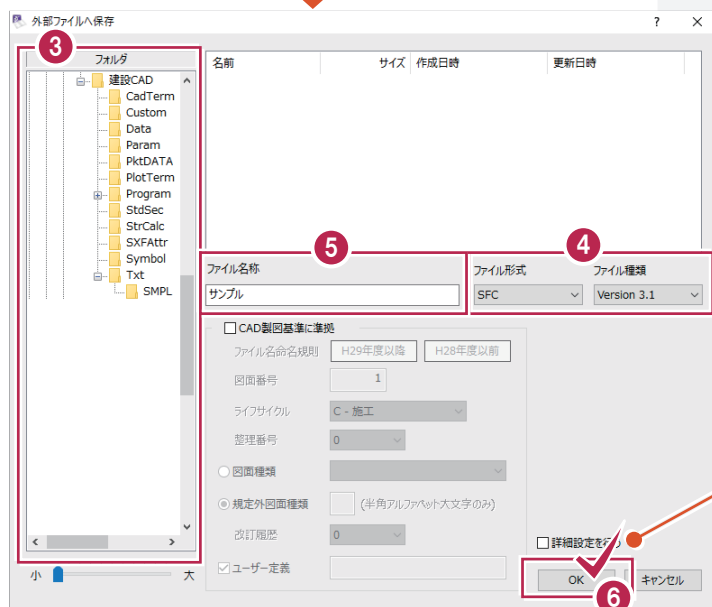 外部ファイルへ保存
? ×
3
フォルダ
建設CAD
CadTerm
Custom
Data
Param
PktDATA
PlotTerm
Program
StdSec
StrCalc
SXFAttr
Symbol
Txt
SMPL
小 大
名前 サイズ 作成日時 更新日時
5
ファイル名称
サンプル
4
ファイル形式 ファイル種類
SFC Version 3.1
CAD製図基準に準拠
ファイル名命名規則 H29年度以降 H28年度以前
図面番号 1
ライフサイクル C - 施工
整理番号 0
図面種類
規定外図面種類 (半角アルファベット大文字のみ)
改訂履歴 0
ユーザー定義
詳細設定を行う
OK キャンセル
6